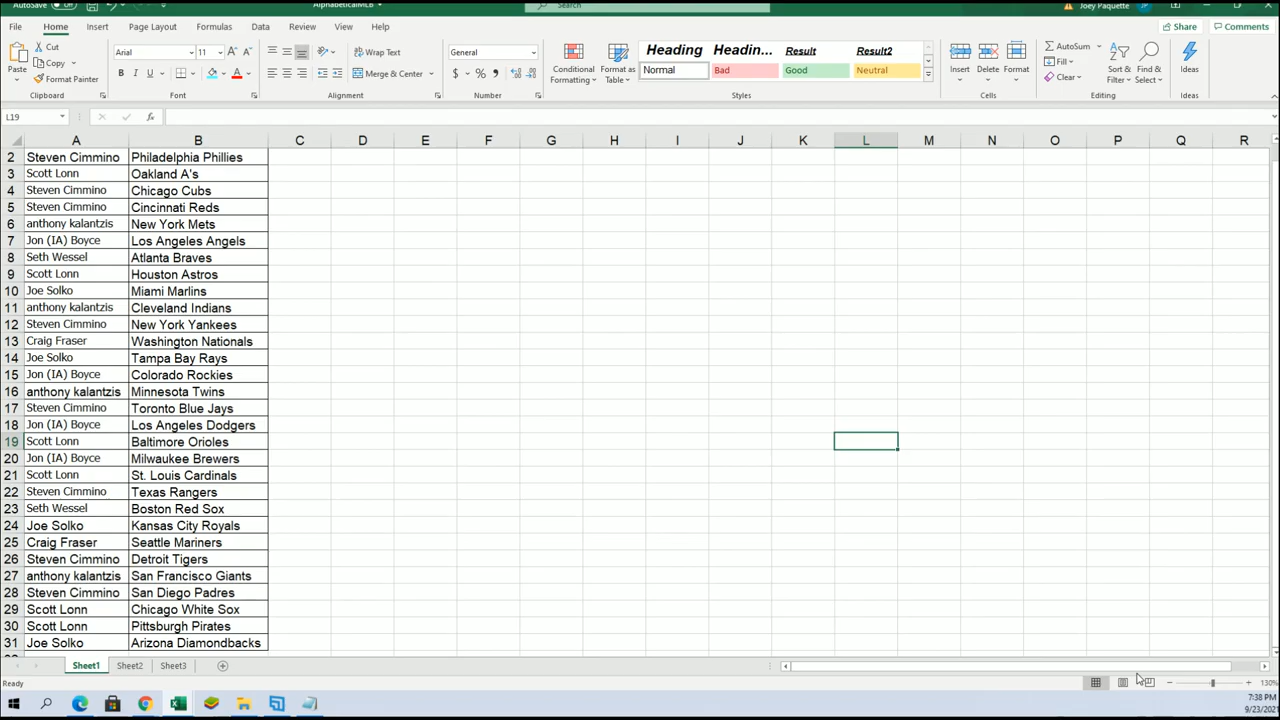 AutoSave Off AlphabeticalMLB Search Joey Paquette
File Home Insert Page Layout Formulas Data Review View Help Share Comments
Paste Cut Copy Format Painter Clipboard
Arial 11 A A B I U A Font
Wrap Text Merge & Center Alignment
General $ % Number
Conditional Formatting Format as Table
Heading Headin... Result Result2
Normal Bad Good Neutral
Styles
Insert Delete Format Cells
AutoSum Fill Clear Sort & Filter Find & Select Editing
Ideas Ideas
L19 fx
A B C D E F G H I J K L M N O P Q R
2 Steven Cimmino Philadelphia Phillies
3 Scott Lonn Oakland A's
4 Steven Cimmino Chicago Cubs
5 Steven Cimmino Cincinnati Reds
6 anthony kalantzis New York Mets
7 Jon (IA) Boyce Los Angeles Angels
8 Seth Wessel Atlanta Braves
9 Scott Lonn Houston Astros
10 Joe Solko Miami Marlins
11 anthony kalantzis Cleveland Indians
12 Steven Cimmino New York Yankees
13 Craig Fraser Washington Nationals
14 Joe Solko Tampa Bay Rays
15 Jon (IA) Boyce Colorado Rockies
16 anthony kalantzis Minnesota Twins
17 Steven Cimmino Toronto Blue Jays
18 Jon (IA) Boyce Los Angeles Dodgers
19 Scott Lonn Baltimore Orioles
20 Jon (IA) Boyce Milwaukee Brewers
21 Scott Lonn St. Louis Cardinals
22 Steven Cimmino Texas Rangers
23 Seth Wessel Boston Red Sox
24 Joe Solko Kansas City Royals
25 Craig Fraser Seattle Mariners
26 Steven Cimmino Detroit Tigers
27 anthony kalantzis San Francisco Giants
28 Steven Cimmino San Diego Padres
29 Scott Lonn Chicago White Sox
30 Scott Lonn Pittsburgh Pirates
31 Joe Solko Arizona Diamondbacks
Sheet1 Sheet2 Sheet3
Ready 130%
7:38 PM
9/23/2021